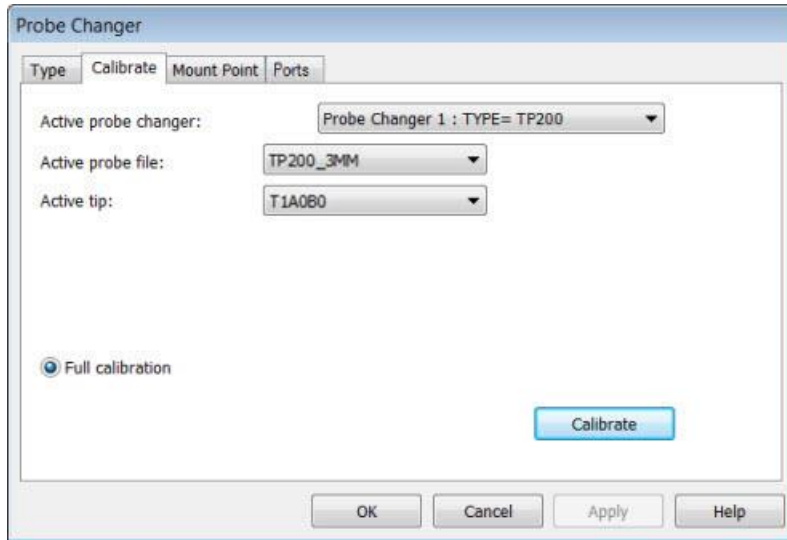 Probe Changer
Type Calibrate Mount Point Ports
Active probe changer: Probe Changer 1 : TYPE= TP200
Active probe file: TP200_3MM
Active tip: T1A0B0
Full calibration
Calibrate
OK Cancel Apply Help